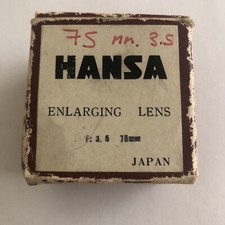 75 mm. 3.5
HANSA
ENLARGING LENS
F: 3.5 75mm
JAPAN